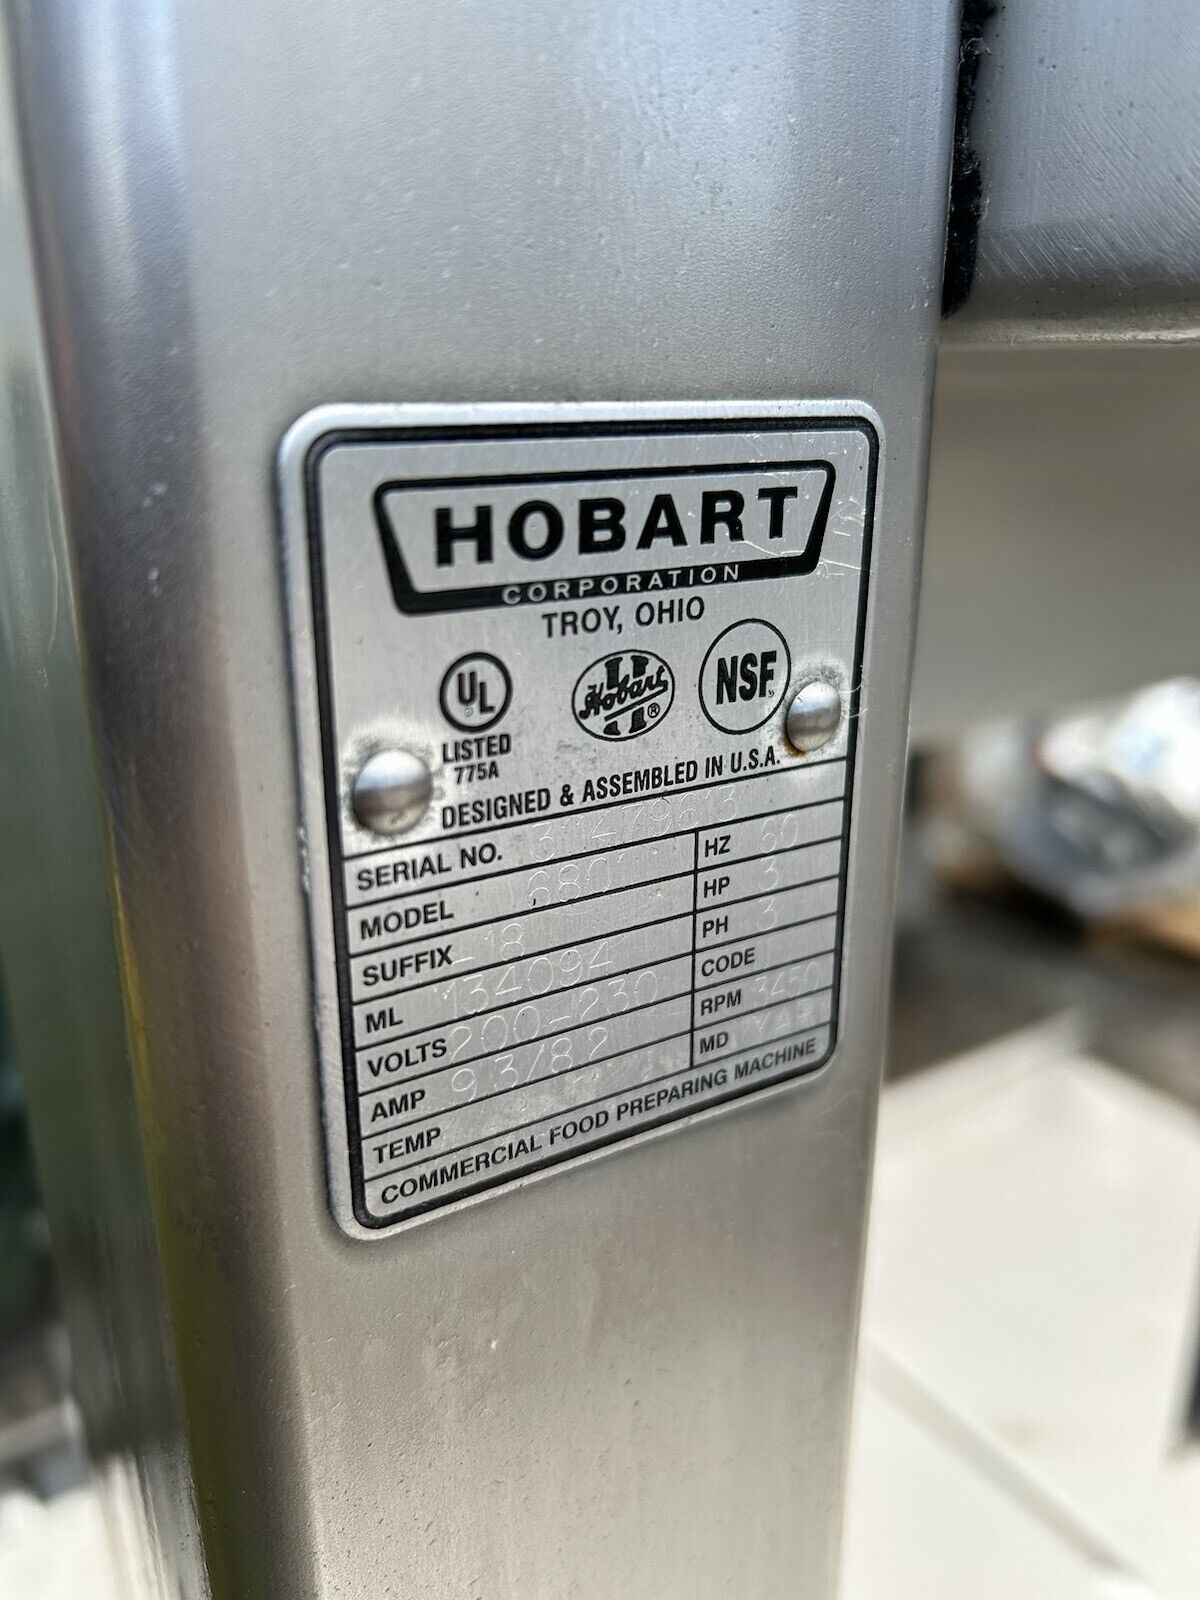 HOBART
CORPORATION
TROY, OHIO
UL
Hobart
H
®
NSF
LISTED
775A
DESIGNED & ASSEMBLED IN U.S.A.
SERIAL NO.
MODEL 6801 HZ 60
SUFFIX -18 HP 3
ML 134094 PH 3
VOLTS 200-230 CODE
AMP 9.3/8.2 RPM 3450
TEMP MD
COMMERCIAL FOOD PREPARING MACHINE